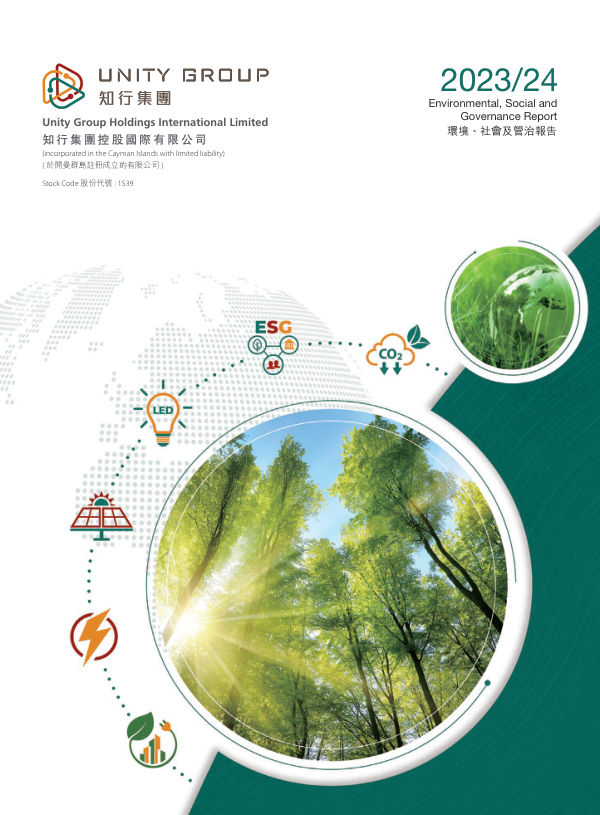 UNITY GROUP
知行集團
Unity Group Holdings International Limited
知行集團控股國際有限公司
(incorporated in the Cayman Islands with limited liability)
(於開曼群島註冊成立的有限公司)
Stock Code 股份代號 : 1539
2023/24
Environmental, Social and
Governance Report
環境、社會及管治報告
ESG
CO2
LED